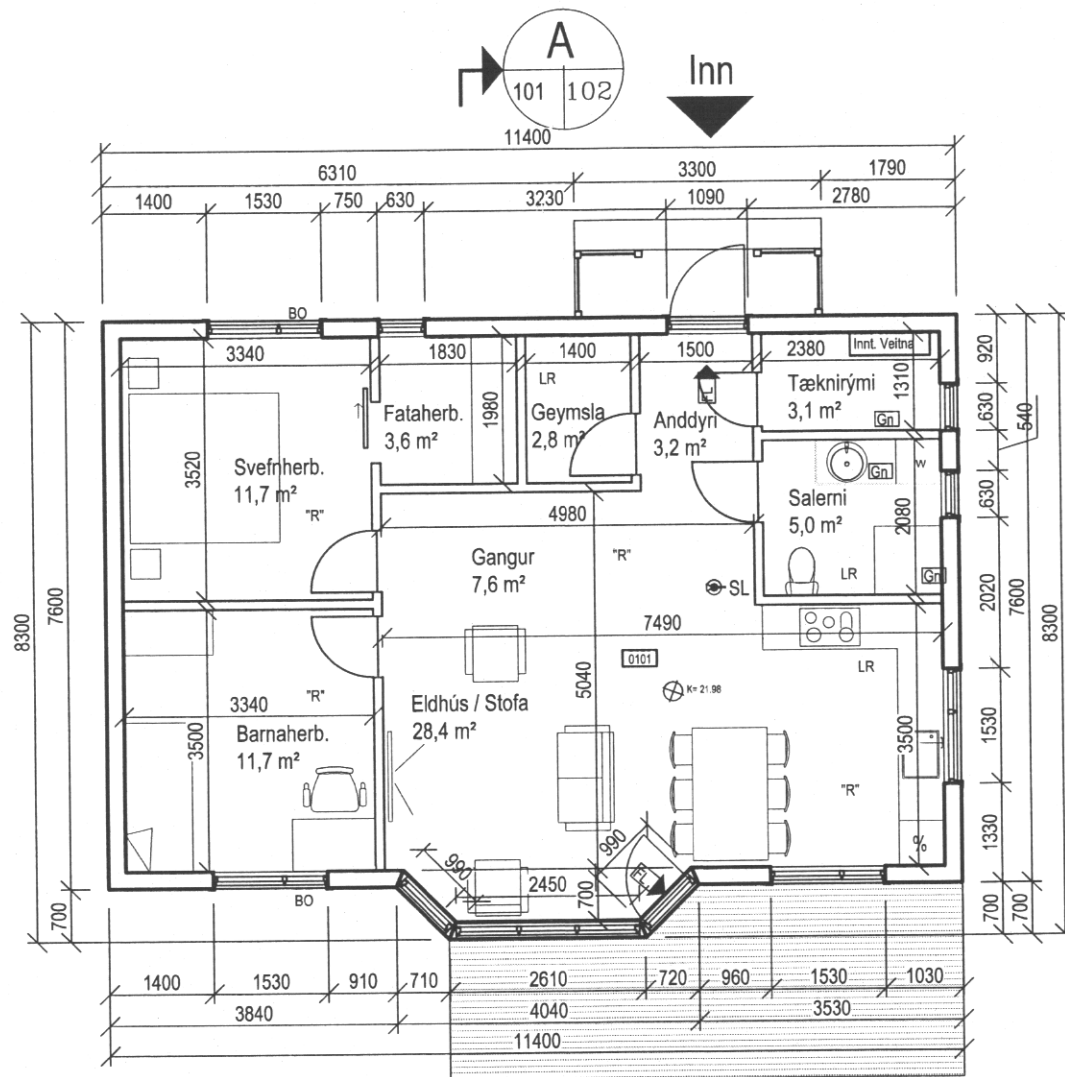 A
101 102
Inn
11400
6310 3300 1790
1400 1530 750 630 3230 1090 2780
BO
Innt. Veitna
3340 1830 1400 1500 2380
LR
1980
1310
Fataherb.
3,6 m²
Geymsla
2,8 m²
FL
Anddyri
3,2 m²
Tæknirými
3,1 m²
Gn
3520
Svefnherb.
11,7 m²
"R"
Gn
w
Salerni
5,0 m²
2080
LR
Gn
4980
Gangur
7,6 m²
"R"
SL
7490
0101
K= 21.98
LR
5040
Eldhús / Stofa
28,4 m²
3340
"R"
Barnaherb.
11,7 m²
3500
3500
"R"
%
990
990
2450
FL
700
BO
8300
7600
700
920
630
540
630
2020
1530
1330
700
7600
700
8300
1400 1530 910 710 2610 720 960 1530 1030
3840 4040 3530
11400